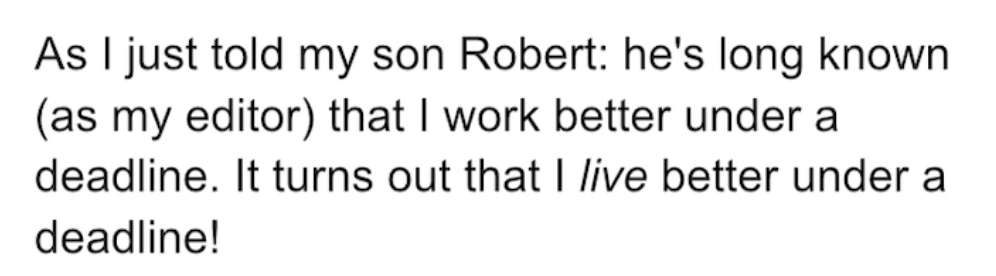 As I just told my son Robert: he's long known
(as my editor) that I work better under a
deadline. It turns out that I live better under a
deadline!